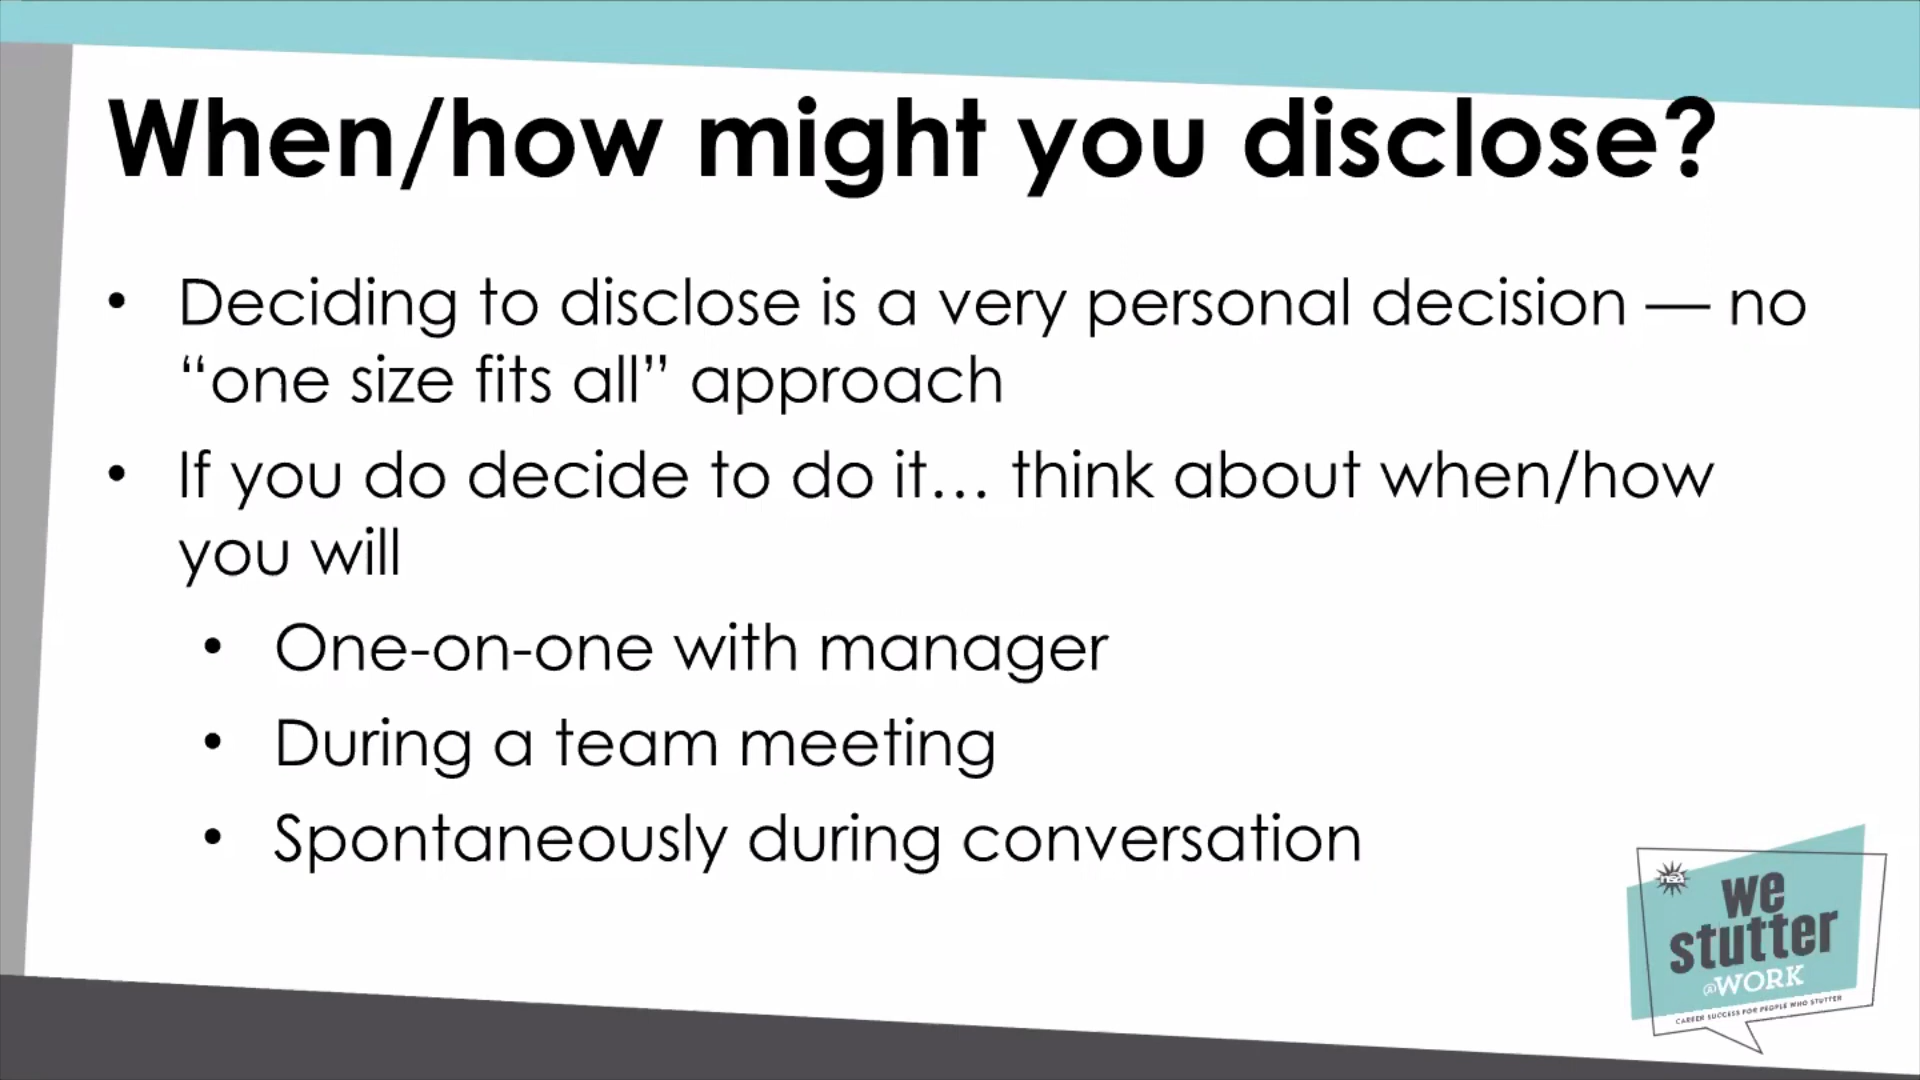 When/how might you disclose?
• Deciding to disclose is a very personal decision — no
“one size fits all” approach
• If you do decide to do it… think about when/how
you will
• One-on-one with manager
• During a team meeting
• Spontaneously during conversation
nsa
we
stutter
@WORK
CAREER SUCCESS FOR PEOPLE WHO STUTTER